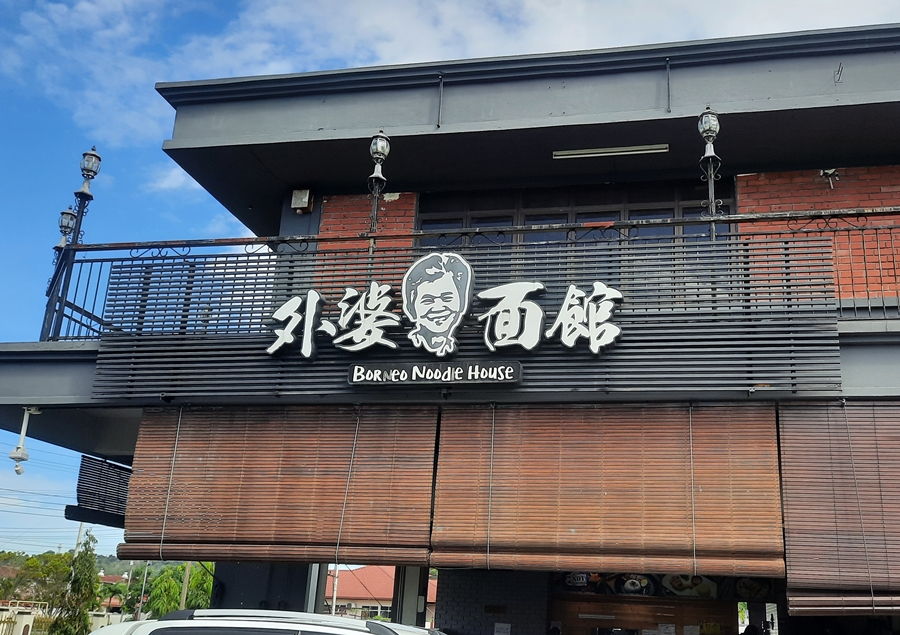 外婆面館
Borneo Noodle House